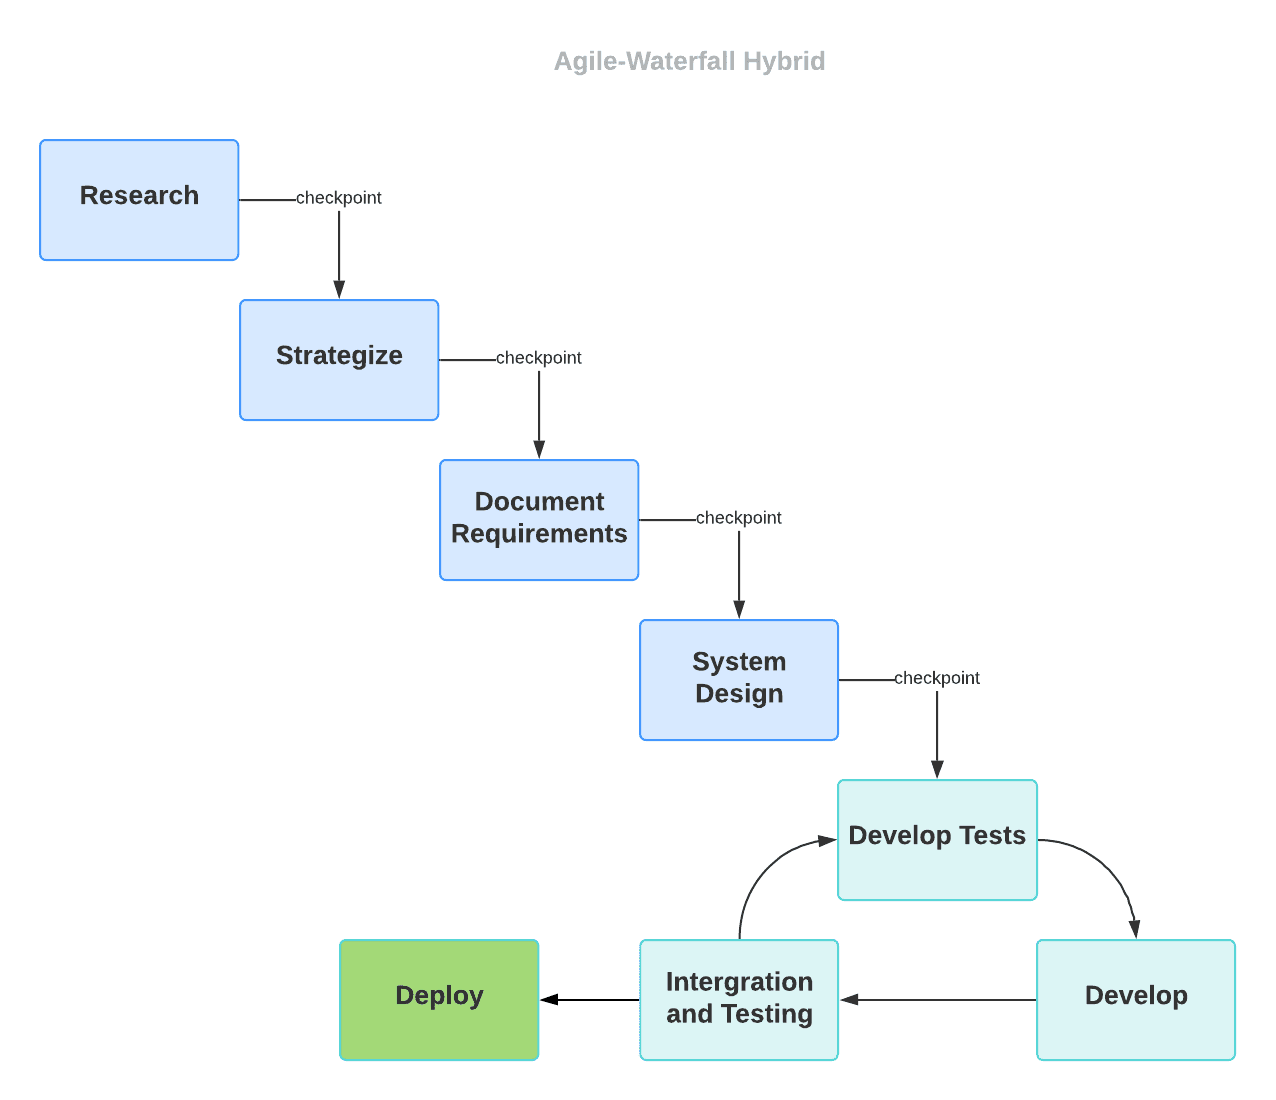 Agile-Waterfall Hybrid
Research
checkpoint
Strategize
checkpoint
Document
Requirements
checkpoint
System
Design
checkpoint
Develop Tests
Deploy
Intergration
and Testing
Develop